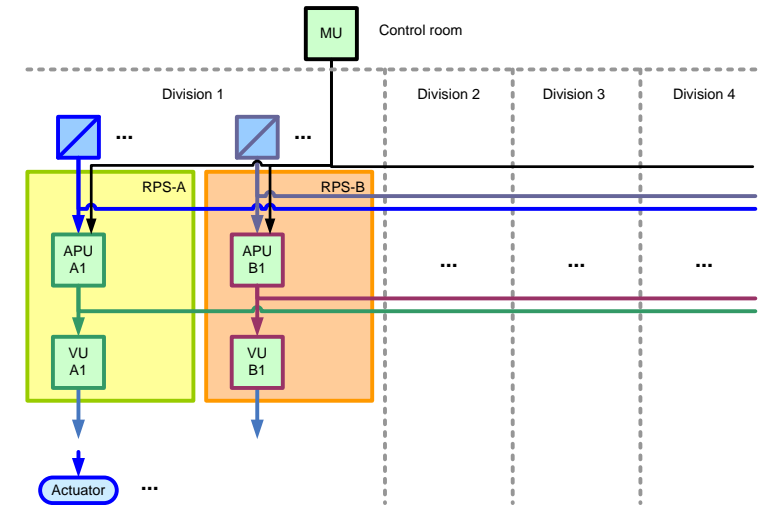 MU
Control room
Division 1
Division 2
Division 3
Division 4
...
...
RPS-A
RPS-B
APU
A1
APU
B1
...
...
...
VU
A1
VU
B1
Actuator
...